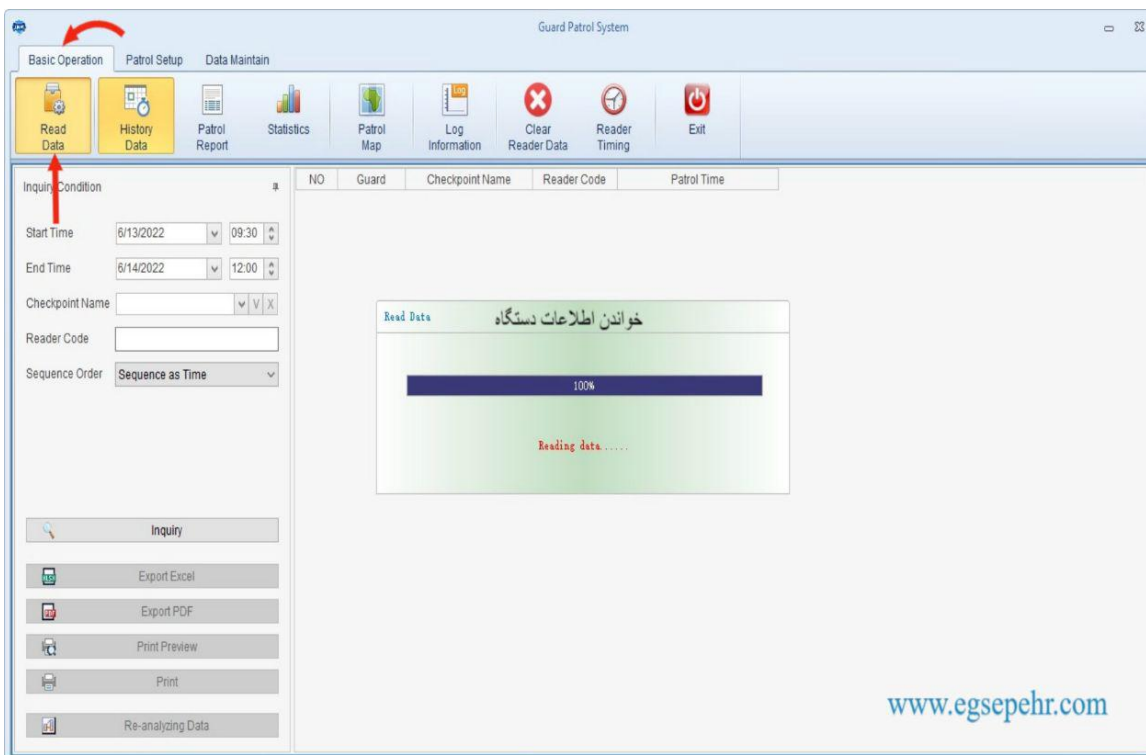 Guard Patrol System
Basic Operation Patrol Setup Data Maintain
Read Data
History Data
Patrol Report
Statistics
Patrol Map
Log Information
Clear Reader Data
Reader Timing
Exit
Inquiry Condition
Start Time 6/13/2022 09:30
End Time 6/14/2022 12:00
Checkpoint Name V X
Reader Code
Sequence Order Sequence as Time
Inquiry
Export Excel
Export PDF
Print Preview
Print
Re-analyzing Data
NO Guard Checkpoint Name Reader Code Patrol Time
Read Data خواندن اطلاعات دستگاه
100%
Reading data.....
www.egsepehr.com